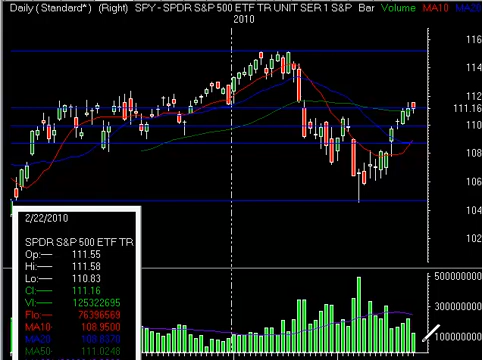 Daily (Standard*) (Right) SPY - SPDR S&P 500 ETF TR UNIT SER 1 S&P Bar Volume MA10 MA20
2010
116
114
112
111.16
110
108
106
104
102
2/22/2010
SPDR S&P 500 ETF TR
Op:— 111.55
Hi:— 111.58
Lo:— 110.83
Cl:— 111.16
Vl:— 125322695
Flo:— 76396569
MA10- 108.9500
MA20-
MA50- 111.0248
500000000
300000000
100000000